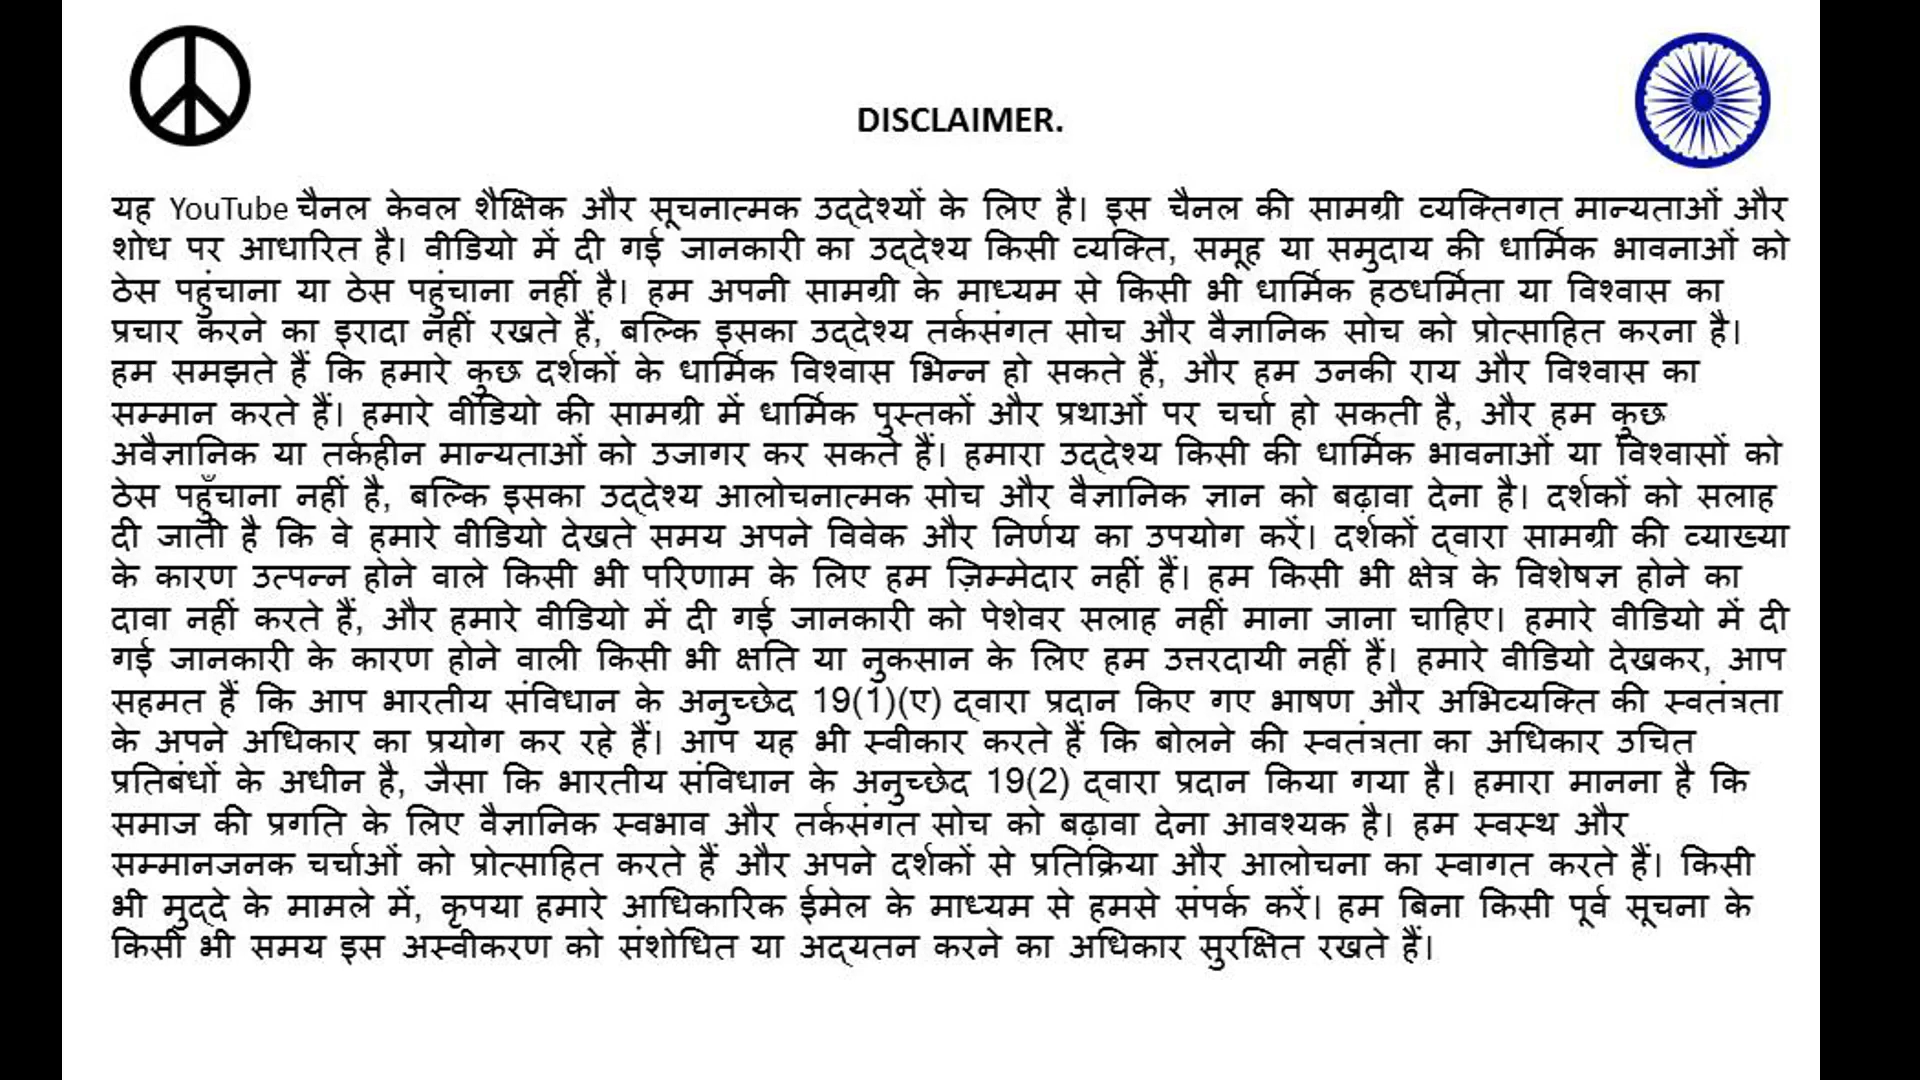 DISCLAIMER.
यह YouTube चैनल केवल शैक्षिक और सूचनात्मक उद्देश्यों के लिए है। इस चैनल की सामग्री व्यक्तिगत मान्यताओं और
शोध पर आधारित है। वीडियो में दी गई जानकारी का उद्देश्य किसी व्यक्ति, समूह या समुदाय की धार्मिक भावनाओं को
ठेस पहुंचाना या ठेस पहुंचाना नहीं है। हम अपनी सामग्री के माध्यम से किसी भी धार्मिक हठधर्मिता या विश्वास का
प्रचार करने का इरादा नहीं रखते हैं, बल्कि इसका उद्देश्य तर्कसंगत सोच और वैज्ञानिक सोच को प्रोत्साहित करना है।
हम समझते हैं कि हमारे कुछ दर्शकों के धार्मिक विश्वास भिन्न हो सकते हैं, और हम उनकी राय और विश्वास का
सम्मान करते हैं। हमारे वीडियो की सामग्री में धार्मिक पुस्तकों और प्रथाओं पर चर्चा हो सकती है, और हम कुछ
अवैज्ञानिक या तर्कहीन मान्यताओं को उजागर कर सकते हैं। हमारा उद्देश्य किसी की धार्मिक भावनाओं या विश्वासों को
ठेस पहुँचाना नहीं है, बल्कि इसका उद्देश्य आलोचनात्मक सोच और वैज्ञानिक ज्ञान को बढ़ावा देना है। दर्शकों को सलाह
दी जाती है कि वे हमारे वीडियो देखते समय अपने विवेक और निर्णय का उपयोग करें। दर्शकों द्वारा सामग्री की व्याख्या
के कारण उत्पन्न होने वाले किसी भी परिणाम के लिए हम ज़िम्मेदार नहीं हैं। हम किसी भी क्षेत्र के विशेषज्ञ होने का
दावा नहीं करते हैं, और हमारे वीडियो में दी गई जानकारी को पेशेवर सलाह नहीं माना जाना चाहिए। हमारे वीडियो में दी
गई जानकारी के कारण होने वाली किसी भी क्षति या नुकसान के लिए हम उत्तरदायी नहीं हैं। हमारे वीडियो देखकर, आप
सहमत हैं कि आप भारतीय संविधान के अनुच्छेद 19(1)(ए) द्वारा प्रदान किए गए भाषण और अभिव्यक्ति की स्वतंत्रता
के अपने अधिकार का प्रयोग कर रहे हैं। आप यह भी स्वीकार करते हैं कि बोलने की स्वतंत्रता का अधिकार उचित
प्रतिबंधों के अधीन है, जैसा कि भारतीय संविधान के अनुच्छेद 19(2) द्वारा प्रदान किया गया है। हमारा मानना है कि
समाज की प्रगति के लिए वैज्ञानिक स्वभाव और तर्कसंगत सोच को बढ़ावा देना आवश्यक है। हम स्वस्थ और
सम्मानजनक चर्चाओं को प्रोत्साहित करते हैं और अपने दर्शकों से प्रतिक्रिया और आलोचना का स्वागत करते हैं। किसी
भी मुद्दे के मामले में, कृपया हमारे आधिकारिक ईमेल के माध्यम से हमसे संपर्क करें। हम बिना किसी पूर्व सूचना के
किसी भी समय इस अस्वीकरण को संशोधित या अद्यतन करने का अधिकार सुरक्षित रखते हैं।